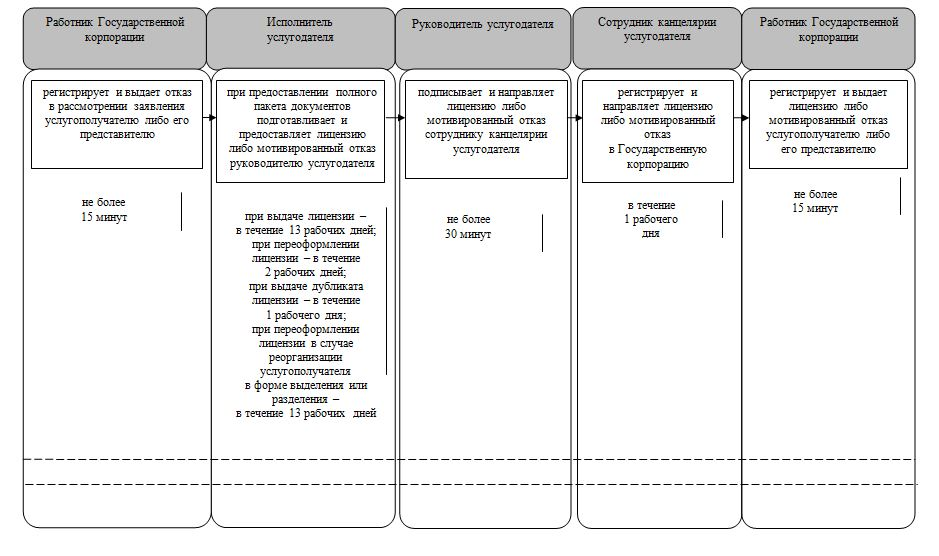 Работник Государственной
корпорации
Исполнитель
услугодателя
Руководитель услугодателя
Сотрудник канцелярии
услугодателя
Работник Государственной
корпорации
регистрирует и выдает отказ
в рассмотрении заявления
услугополучателю либо его
представителю
не более
15 минут
при предоставлении полного
пакета документов
подготавливает и
предоставляет лицензию
либо мотивированный отказ
руководителю услугодателя
при выдаче лицензии –
в течение 13 рабочих дней;
при переоформлении
лицензии – в течение
2 рабочих дней;
при выдаче дубликата
лицензии – в течение
1 рабочего дня;
при переоформлении
лицензии в случае
реорганизации
услугополучателя
в форме выделения или
разделения –
в течение 13 рабочих дней
подписывает и направляет
лицензию либо
мотивированный отказ
сотруднику канцелярии
услугодателя
не более
30 минут
регистрирует и
направляет лицензию
либо мотивированный
отказ
в Государственную
корпорацию
в течение
1 рабочего
дня
регистрирует и выдает
лицензию либо
мотивированный отказ
услугополучателю либо
его представителю
не более
15 минут